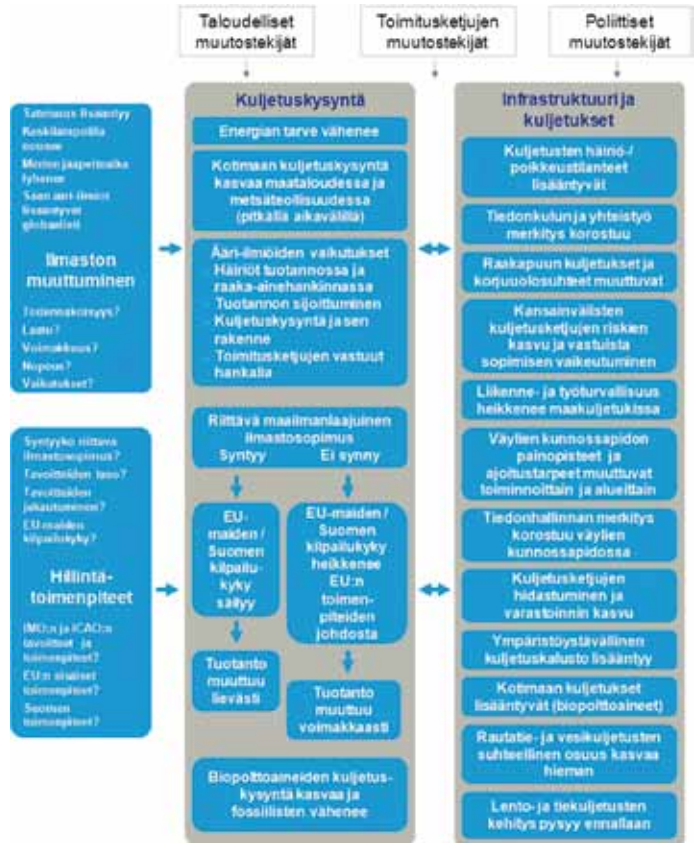 Taloudelliset
muutostekijät
Toimitusketjujen
muutostekijät
Poliittiset
muutostekijät
Satenuus lisääntyy
Keskilämpötila
nousee
Merien jääpeiteaika
lyhenee
Sään ääri-ilmiöt
lisääntyvät
globaalisti
Ilmaston
muuttuminen
Todennäköisyys?
Laatu?
Voimakkuus?
Nopeus?
Vaikutukset?
Syntyykö riittävä
ilmastosopimus?
Tavoitteiden taso?
Tavoitteiden
jakautuminen?
EU-maiden
kilpailukyky?
Hillintä-
toimenpiteet
IMO:n ja ICAO:n
tavoitteet ja
toimenpiteet?
EU:n sisäiset
toimenpiteet?
Suomen
toimenpiteet?
Kuljetuskysyntä
Energian tarve vähenee
Kotimaan kuljetuskysyntä
kasvaa maataloudessa ja
metsäteollisuudessa
(pitkällä aikavälillä)
Ääri-ilmiöiden vaikutukset
- Häiriöt tuotannossa ja
raaka-ainehankinnassa
- Tuotannon sijoittuminen
- Kuljetuskysyntä ja sen
rakenne
- Toimitusketjujen vastuut
hankalia
Riittävä maailmanlaajuinen
ilmastosopimus
Syntyy Ei synny
EU-
maiden /
Suomen
kilpailu-
kyky
säilyy
EU-maiden /
Suomen
kilpailukyky
heikkenee
EU:n
toimen-
piteiden
johdosta
Tuotanto
muuttuu
lievästi
Tuotanto
muuttuu
voimakkaasti
Biopolttoaineiden kuljetus-
kysyntä kasvaa ja
fossiilisten vähenee
Infrastruktuuri ja
kuljetukset
Kuljetusten häiriö-/
poikkeustilanteet
lisääntyvät
Tiedonkulun ja yhteistyö
merkitys korostuu
Raakapuun kuljetukset ja
korjuuolosuhteet muuttuvat
Kansainvälisten
kuljetusketjujen riskien
kasvu ja vastuista
sopimisen vaikeutuminen
Liikenne- ja työturvallisuus
heikkenee maakuljetuksissa
Väylien kunnossapidon
painopisteet ja
ajoitustarpeet muuttuvat
toiminnoittain ja alueittain
Tiedonhallinnan merkitys
korostuu väylien
kunnossapidossa
Kuljetusketjujen
hidastuminen ja
varastoinnin kasvu
Ympäristöystävällinen
kuljetuskalusto lisääntyy
Kotimaan kuljetukset
lisääntyvät (biopolttoaineet)
Rautatie- ja vesikuljetusten
suhteellinen osuus kasvaa
hieman
Lento- ja tiekuljetusten
kehitys pysyy ennallaan